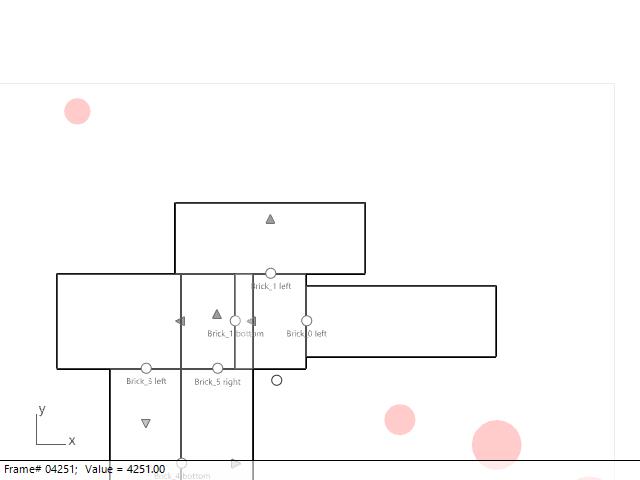 Brick_1 left
Brick_1 bottom
Brick_0 left
Brick_3 left
Brick_5 right
y
x
Frame# 04251; Value = 4251.00
Brick_4 bottom